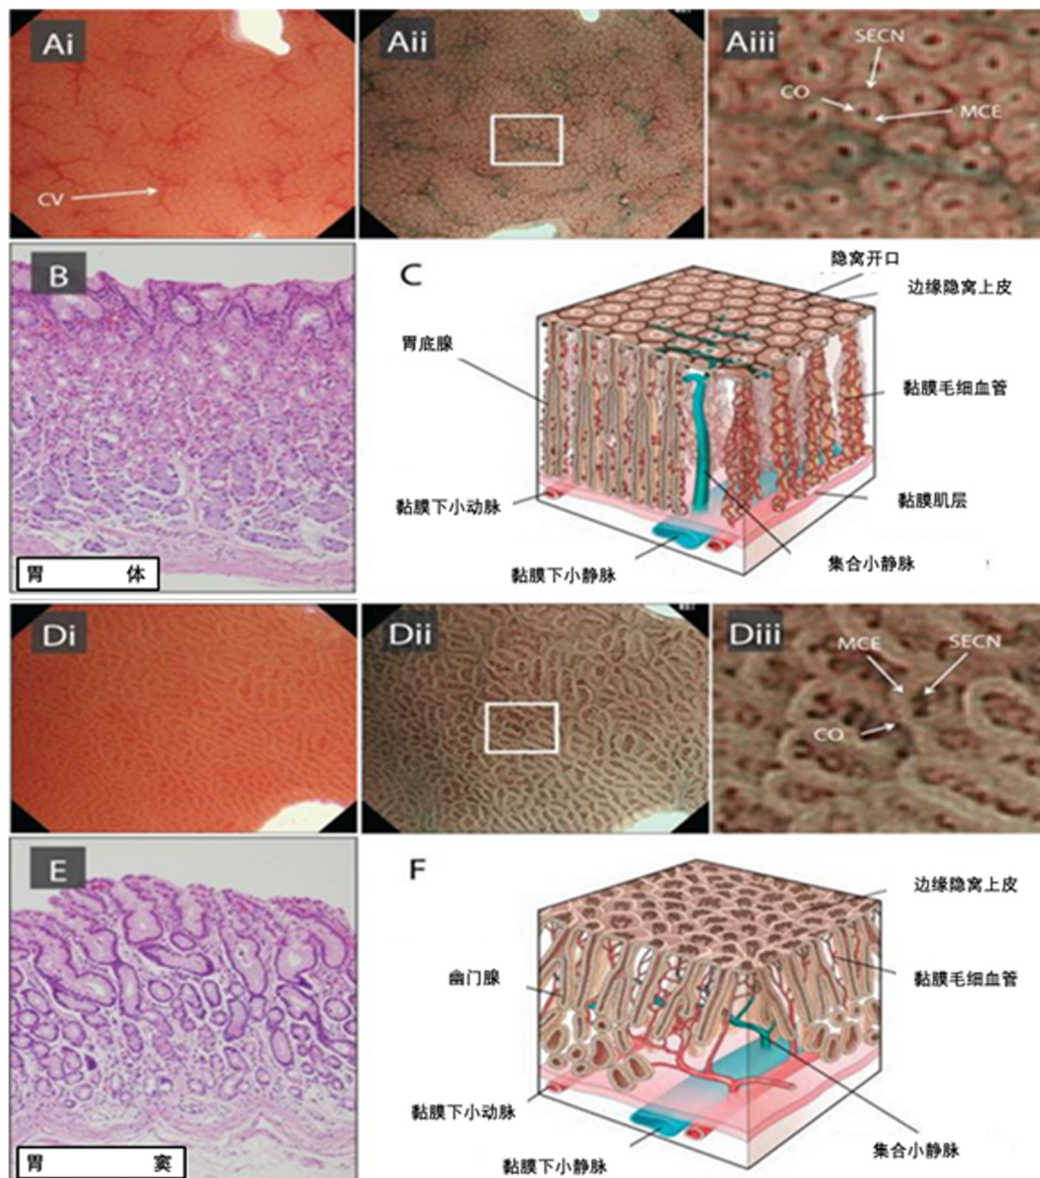 Ai
Aii
Aiii
SECN
CO
MCE
CV
B
C
隐窝开口
边缘隐窝上皮
胃底腺
黏膜毛细血管
黏膜下小动脉
黏膜肌层
集合小静脉
黏膜下小静脉
胃 体
Di
Dii
Diii
MCE
SECN
CO
E
F
边缘隐窝上皮
幽门腺
黏膜毛细血管
黏膜下小动脉
集合小静脉
黏膜下小静脉
胃 窦